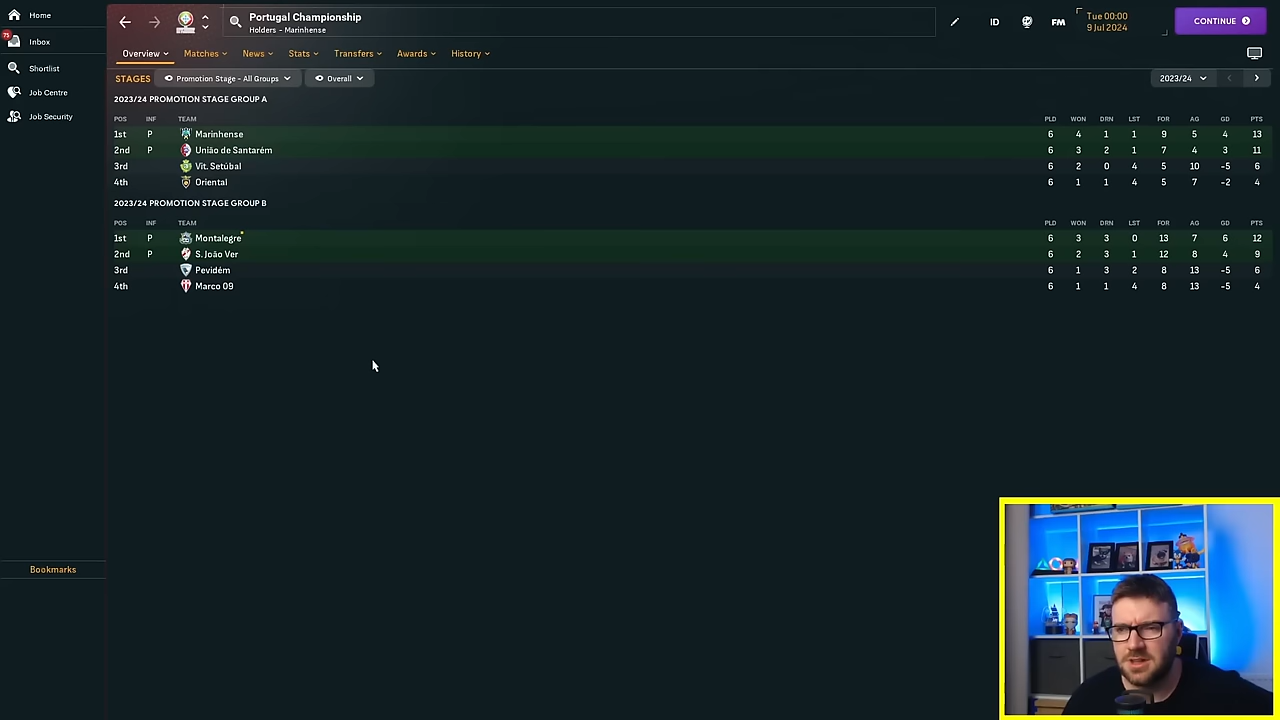 Home
75
Inbox
Shortlist
Job Centre
Job Security
Bookmarks
Portugal Championship
Holders - Marinhense
ID
FM
Tue 00:00
9 Jul 2024
CONTINUE
Overview Matches News Stats Transfers Awards History
STAGES Promotion Stage - All Groups Overall 2023/24
2023/24 PROMOTION STAGE GROUP A
POS INF TEAM PLD WON DRN LST FOR AG GD PTS
1st P Marinhense 6 4 1 1 9 5 4 13
2nd P União de Santarém 6 3 2 1 7 4 3 11
3rd Vit. Setúbal 6 2 0 4 5 10 -5 6
4th Oriental 6 1 1 4 5 7 -2 4
2023/24 PROMOTION STAGE GROUP B
POS INF TEAM PLD WON DRN LST FOR AG GD PTS
1st P Montalegre 6 3 3 0 13 7 6 12
2nd P S. João Ver 6 2 3 1 12 8 4 9
3rd Pevidém 6 1 3 2 8 13 -5 6
4th Marco 09 6 1 1 4 8 13 -5 4